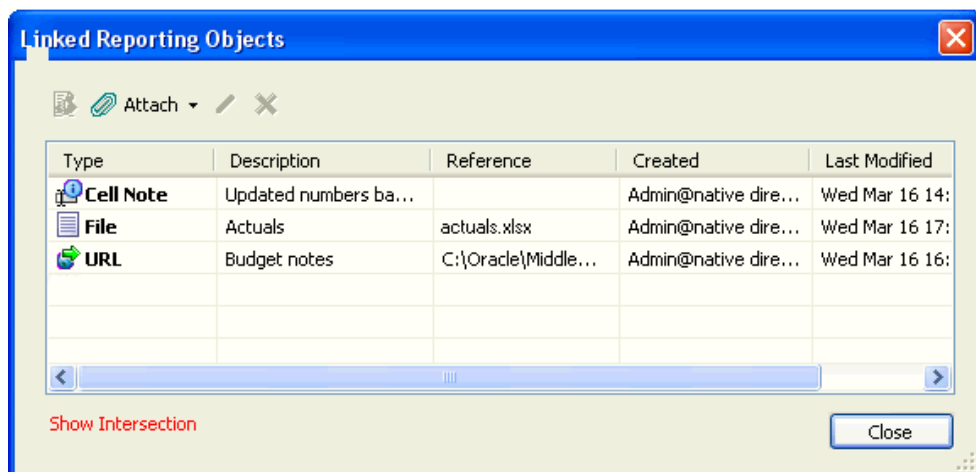 Linked Reporting Objects
Attach
Type Description Reference Created Last Modified
Cell Note Updated numbers ba... Admin@native dire... Wed Mar 16 14:
File Actuals actuals.xlsx Admin@native dire... Wed Mar 16 17:
URL Budget notes C:\Oracle\Middle... Admin@native dire... Wed Mar 16 16:
Show Intersection Close